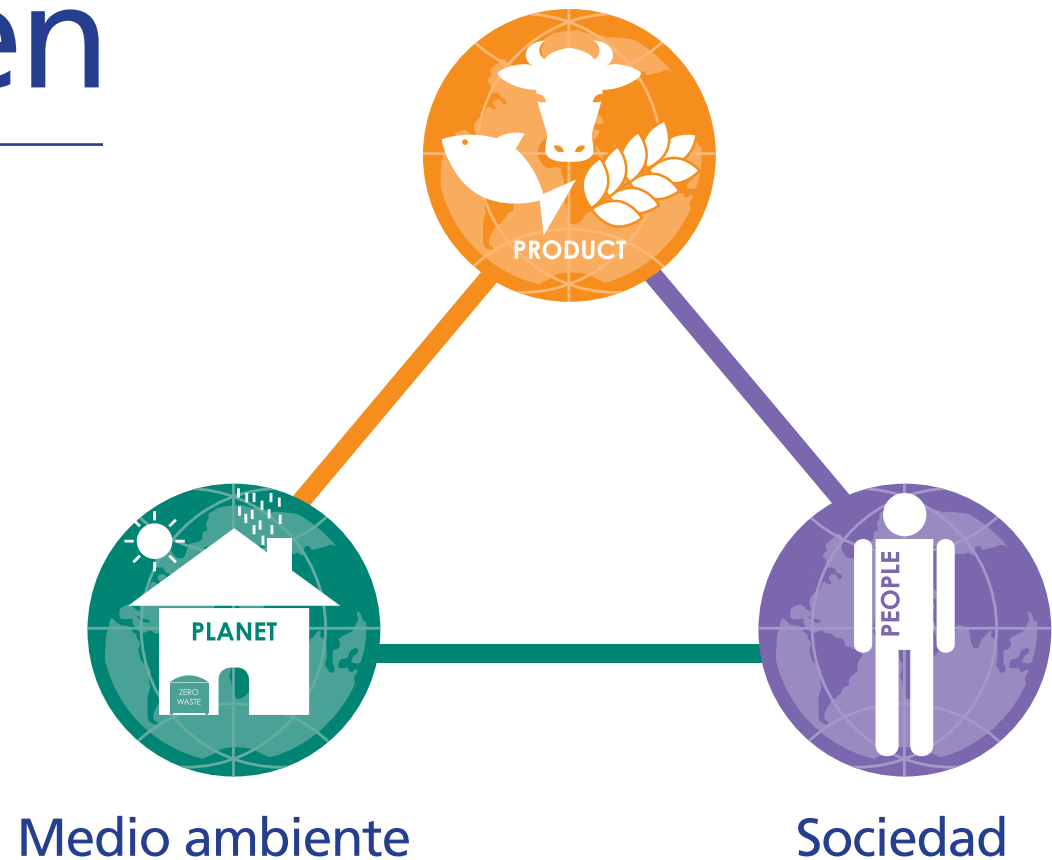 en
PRODUCT
PLANET
ZERO
WASTE
PEOPLE
Medio ambiente
Sociedad